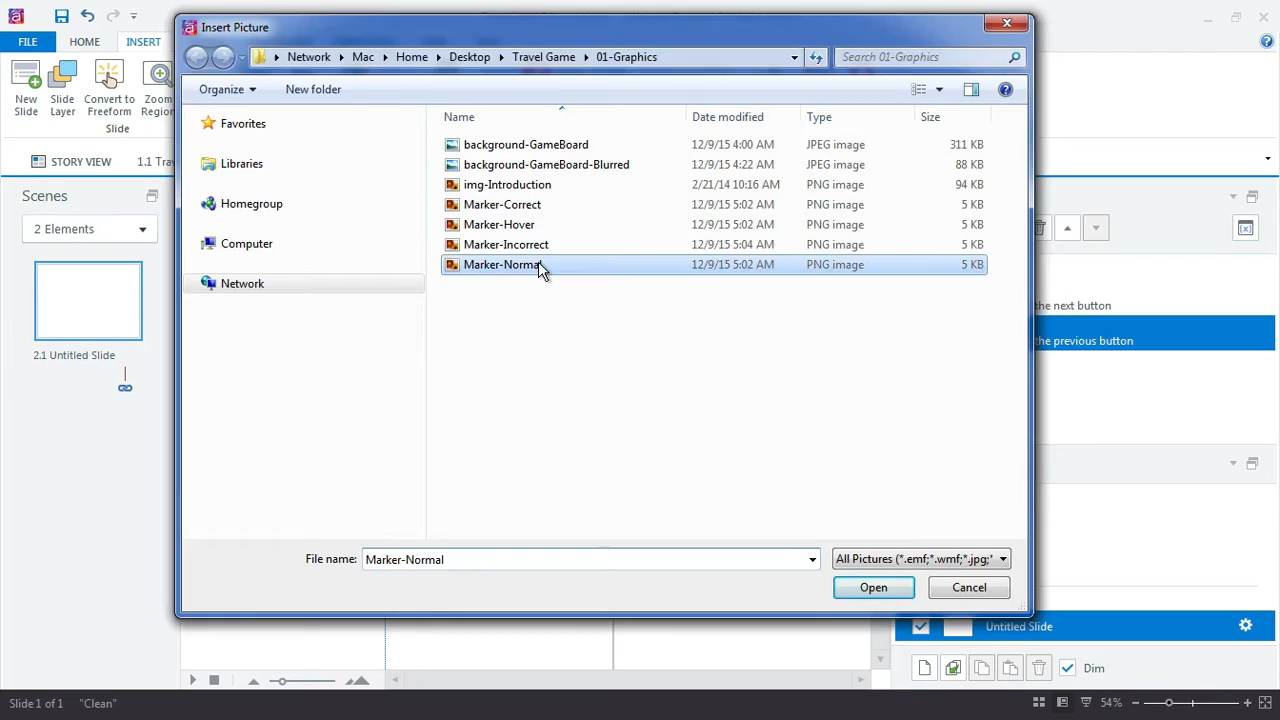 Insert Picture
FILE
HOME
INSERT
Network
Mac
Home
Desktop
Travel Game
01-Graphics
Search 01-Graphics
Organize
New folder
New Slide
Slide Layer
Convert to Freeform
Zoom Region
Slide
STORY VIEW
Scenes
2 Elements
2.1 Untitled Slide
Favorites
Libraries
Homegroup
Computer
Network
Name Date modified Type Size
background-GameBoard 12/9/15 4:00 AM JPEG image 311 KB
background-GameBoard-Blurred 12/9/15 4:22 AM JPEG image 88 KB
img-Introduction 2/21/14 10:16 AM PNG image 94 KB
Marker-Correct 12/9/15 5:02 AM PNG image 5 KB
Marker-Hover 12/9/15 5:02 AM PNG image 5 KB
Marker-Incorrect 12/9/15 5:04 AM PNG image 5 KB
Marker-Normal 12/9/15 5:02 AM PNG image 5 KB
the next button
the previous button
File name: Marker-Normal
All Pictures (*.emf;*.wmf;*.jpg;*
Open
Cancel
Untitled Slide
Dim
Slide 1 of 1
"Clean"
54%